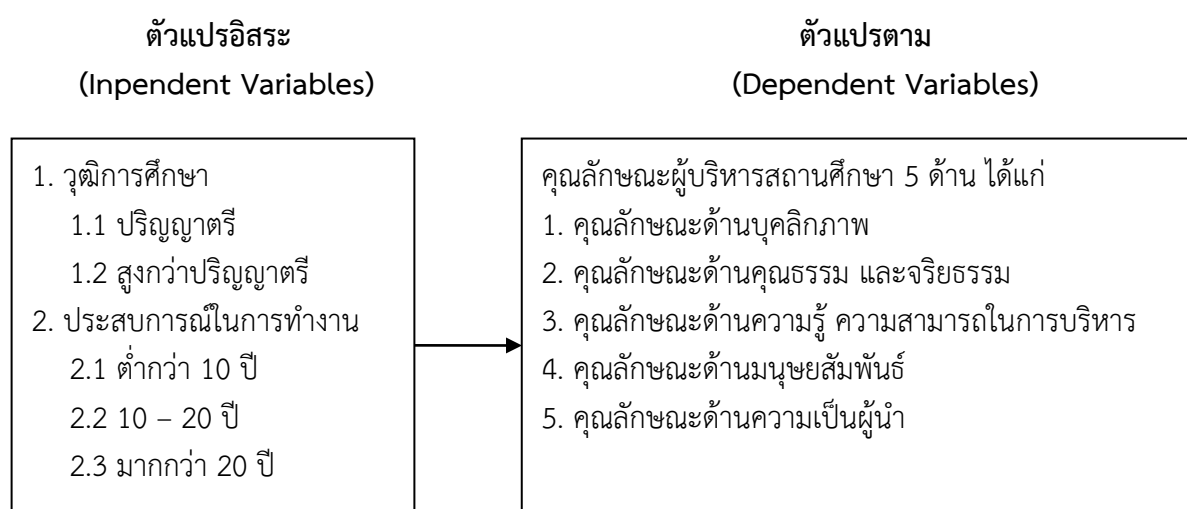 ตัวแปรอิสระ
(Inpendent Variables)
1. วุฒิการศึกษา
1.1 ปริญญาตรี
1.2 สูงกว่าปริญญาตรี
2. ประสบการณ์ในการทำงาน
2.1 ต่ำกว่า 10 ปี
2.2 10 – 20 ปี
2.3 มากกว่า 20 ปี
ตัวแปรตาม
(Dependent Variables)
คุณลักษณะผู้บริหารสถานศึกษา 5 ด้าน ได้แก่
1. คุณลักษณะด้านบุคลิกภาพ
2. คุณลักษณะด้านคุณธรรม และจริยธรรม
3. คุณลักษณะด้านความรู้ ความสามารถในการบริหาร
4. คุณลักษณะด้านมนุษยสัมพันธ์
5. คุณลักษณะด้านความเป็นผู้นำ